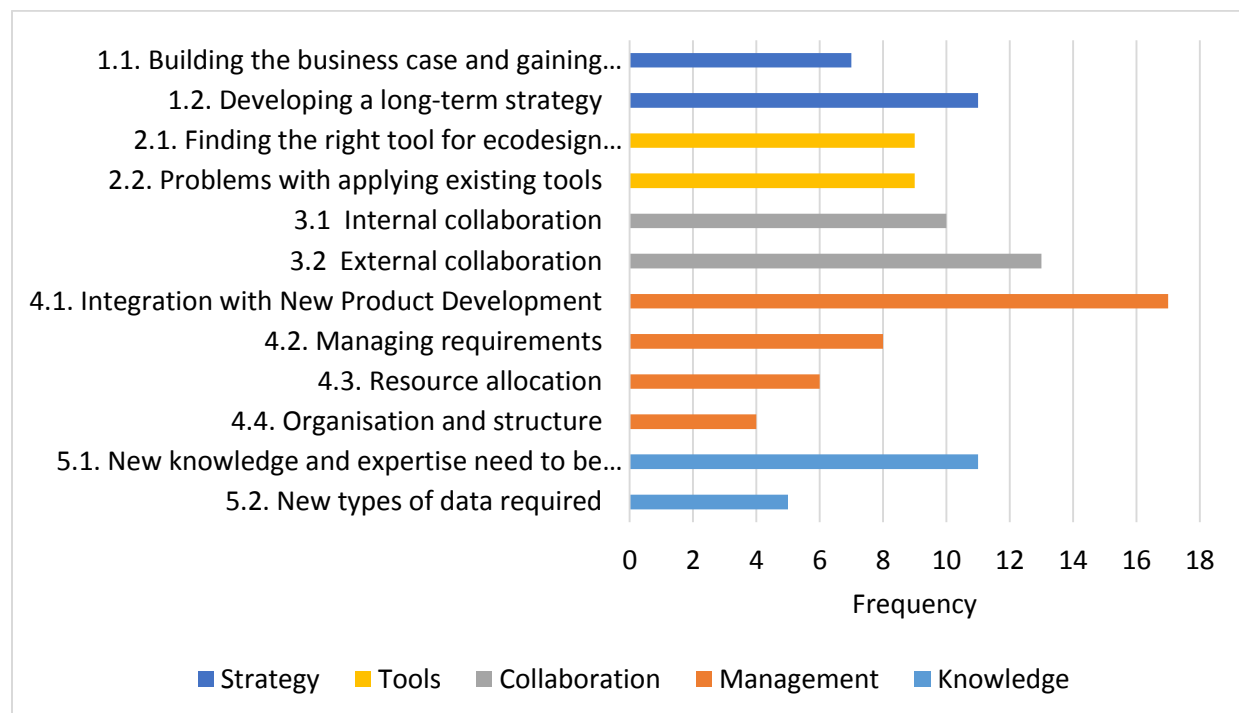 1.1. Building the business case and gaining...
1.2. Developing a long-term strategy
2.1. Finding the right tool for ecodesign...
2.2. Problems with applying existing tools
3.1 Internal collaboration
3.2 External collaboration
4.1. Integration with New Product Development
4.2. Managing requirements
4.3. Resource allocation
4.4. Organisation and structure
5.1. New knowledge and expertise need to be...
5.2. New types of data required
0 2 4 6 8 10 12 14 16 18
Frequency
Strategy Tools Collaboration Management Knowledge